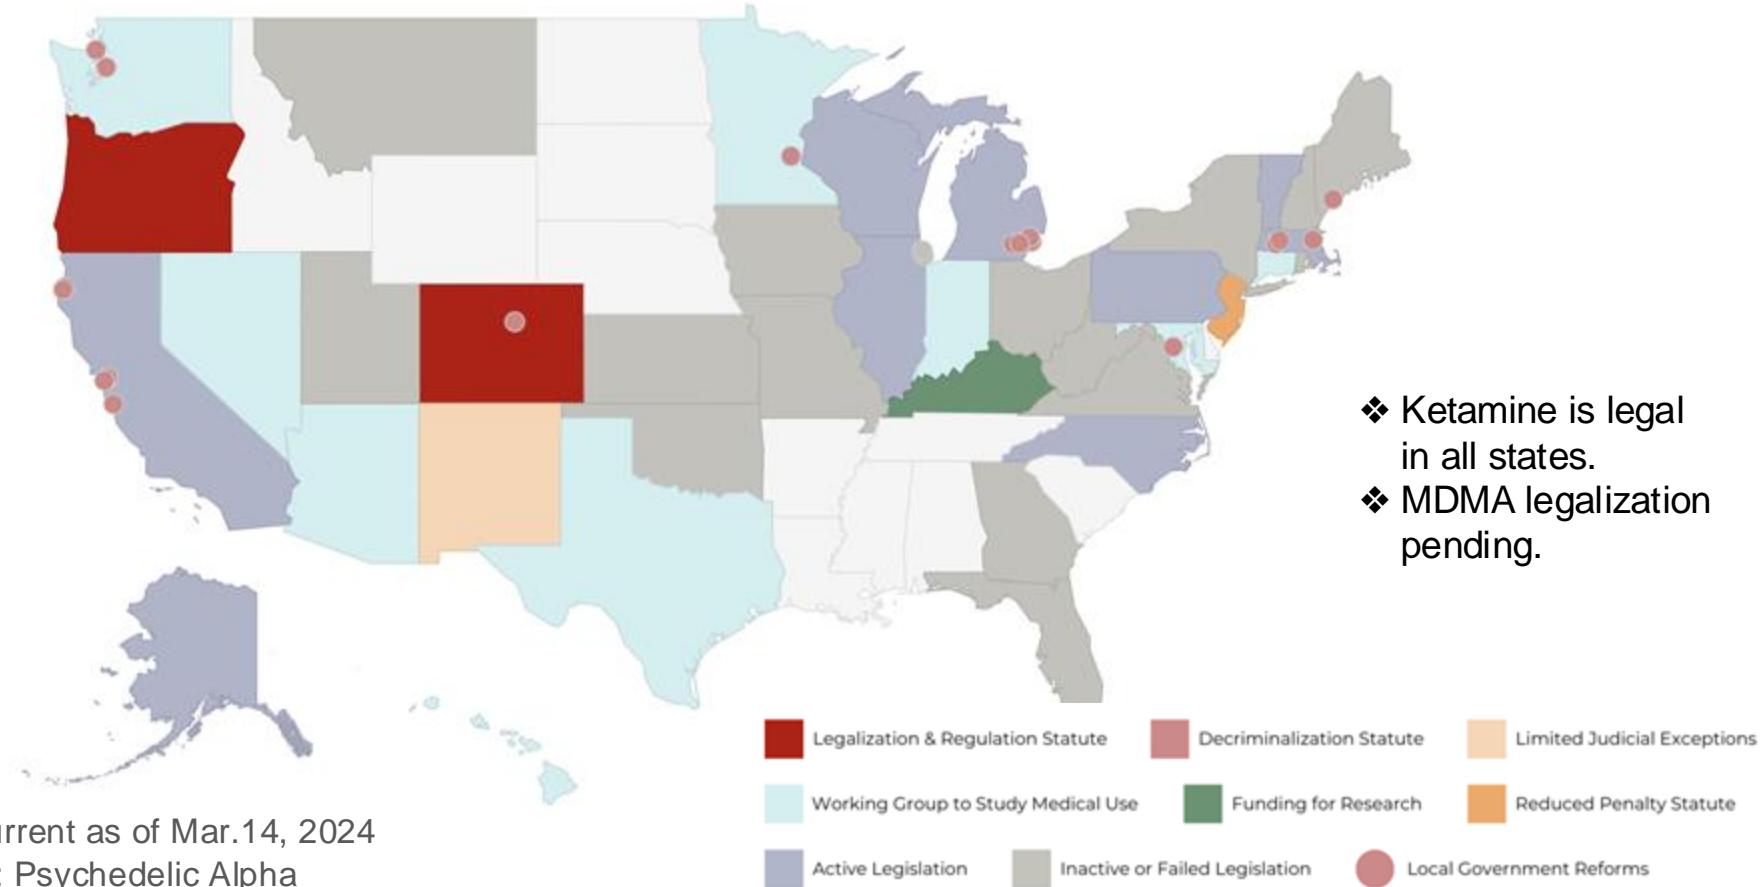 ❖ Ketamine is legal
in all states.
❖ MDMA legalization
pending.
Legalization & Regulation Statute
Decriminalization Statute
Limited Judicial Exceptions
Working Group to Study Medical Use
Funding for Research
Reduced Penalty Statute
Active Legislation
Inactive or Failed Legislation
Local Government Reforms
urrent as of Mar.14, 2024
: Psychedelic Alpha